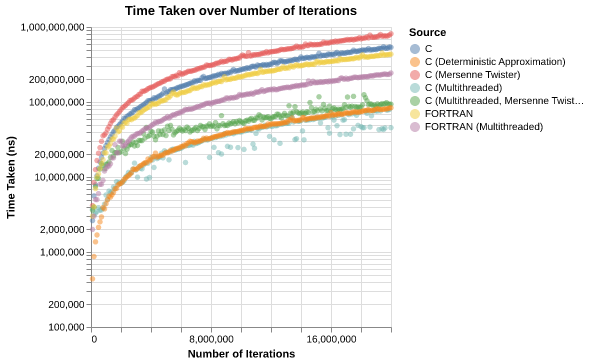 Time Taken over Number of Iterations
Source
C
C (Deterministic Approximation)
C (Mersenne Twister)
C (Multithreaded)
C (Multithreaded, Mersenne Twist…
FORTRAN
FORTRAN (Multithreaded)
Time Taken (ns)
1,000,000,000
200,000,000
100,000,000
20,000,000
10,000,000
2,000,000
1,000,000
200,000
100,000
0
8,000,000
16,000,000
Number of Iterations